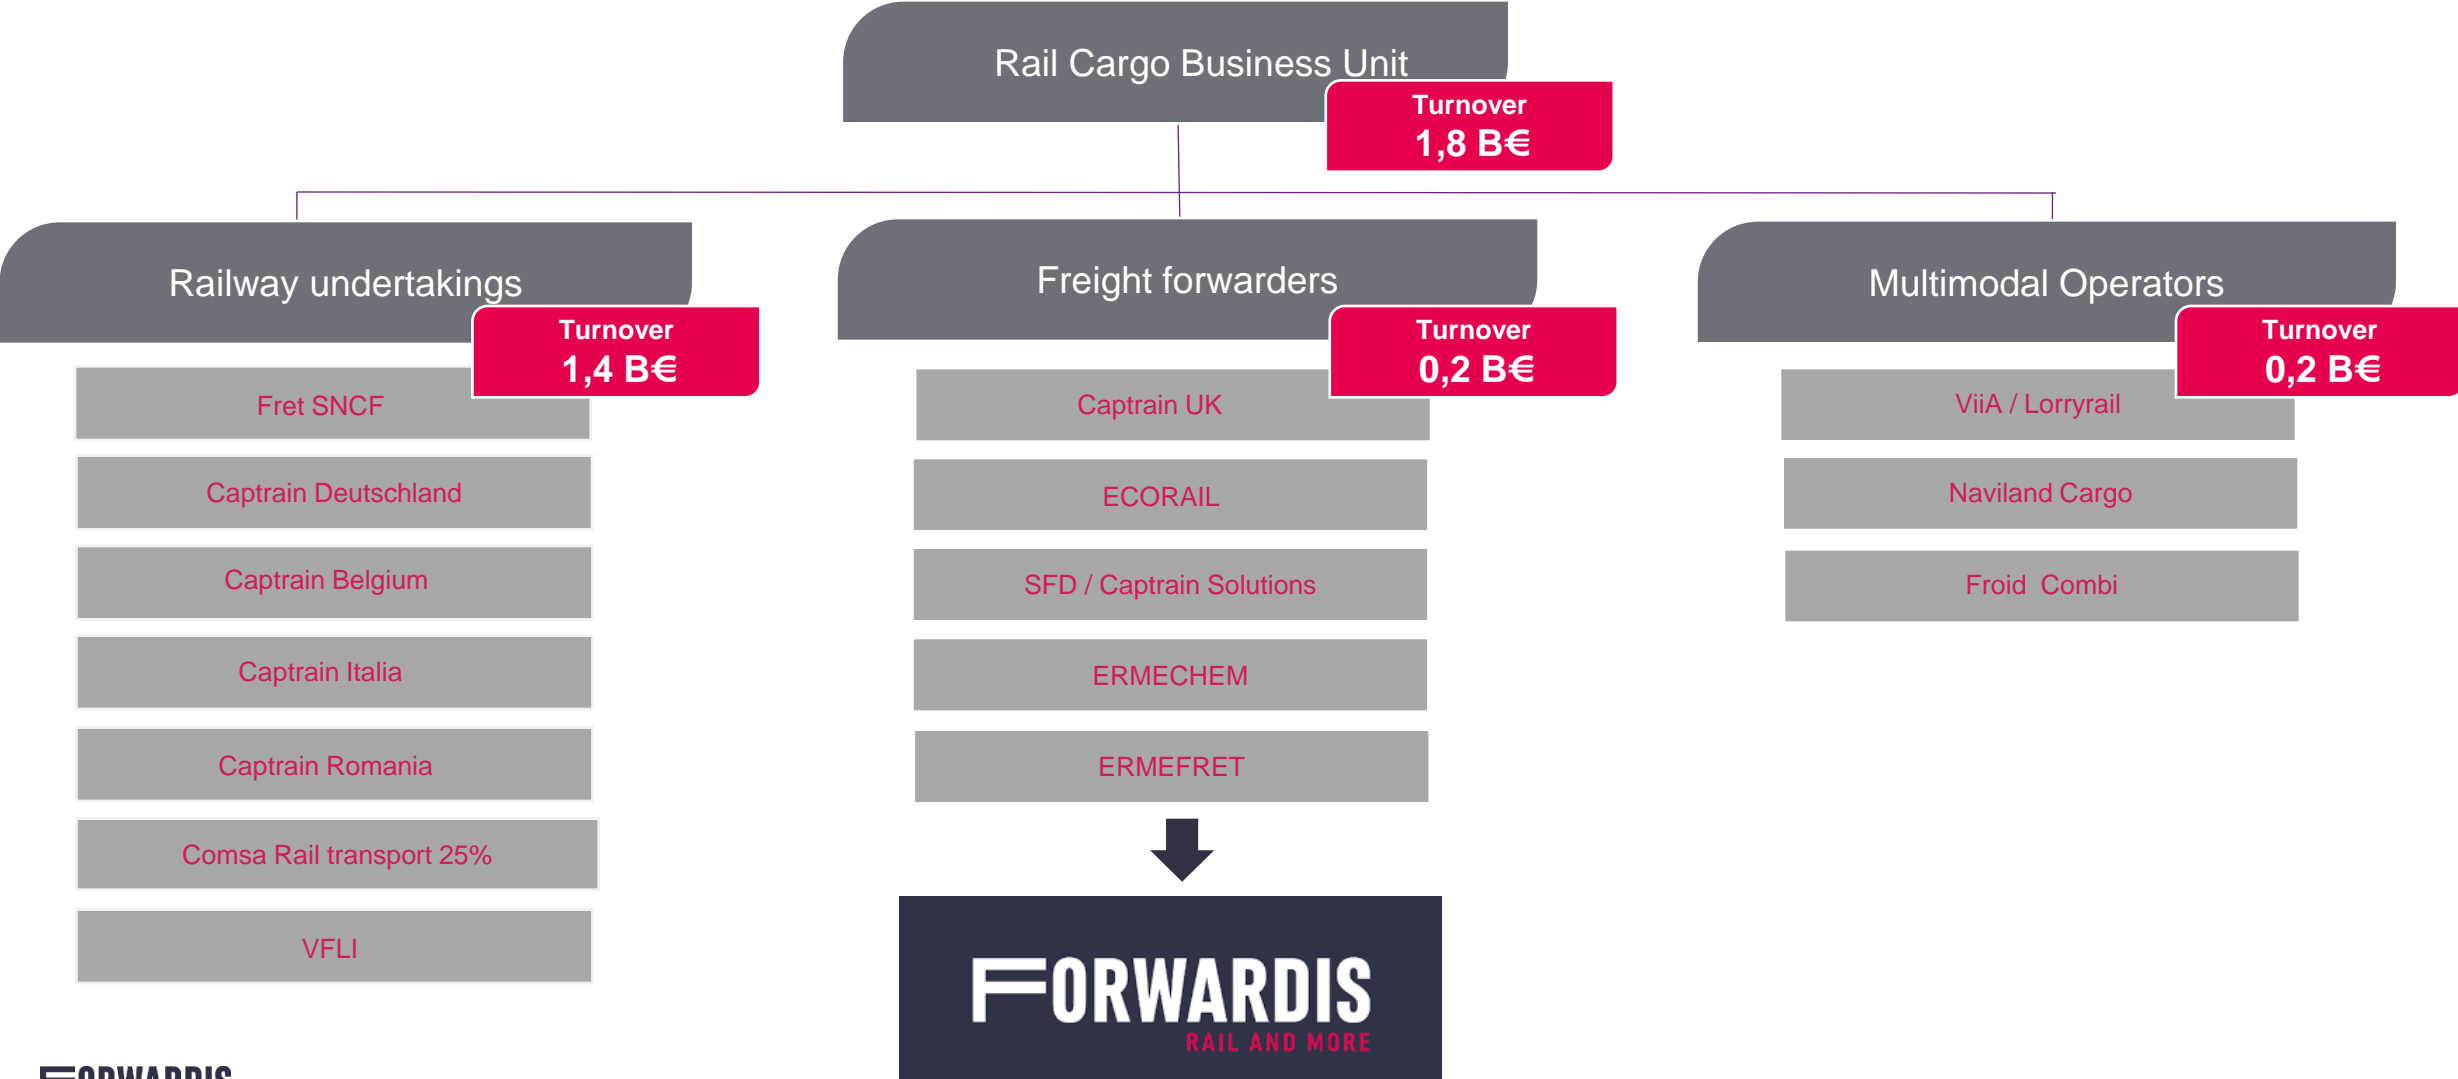 Rail Cargo Business Unit
Turnover
1,8 B€
Railway undertakings
Turnover
1,4 B€
Fret SNCF
Captrain Deutschland
Captrain Belgium
Captrain Italia
Captrain Romania
Comsa Rail transport 25%
VFLI
Freight forwarders
Turnover
0,2 B€
Captrain UK
ECORAIL
SFD / Captrain Solutions
ERMECHEM
ERMEFRET
FORWARDIS
RAIL AND MORE
Multimodal Operators
Turnover
0,2 B€
ViiA / Lorryrail
Naviland Cargo
Froid  Combi
FORWARDIS